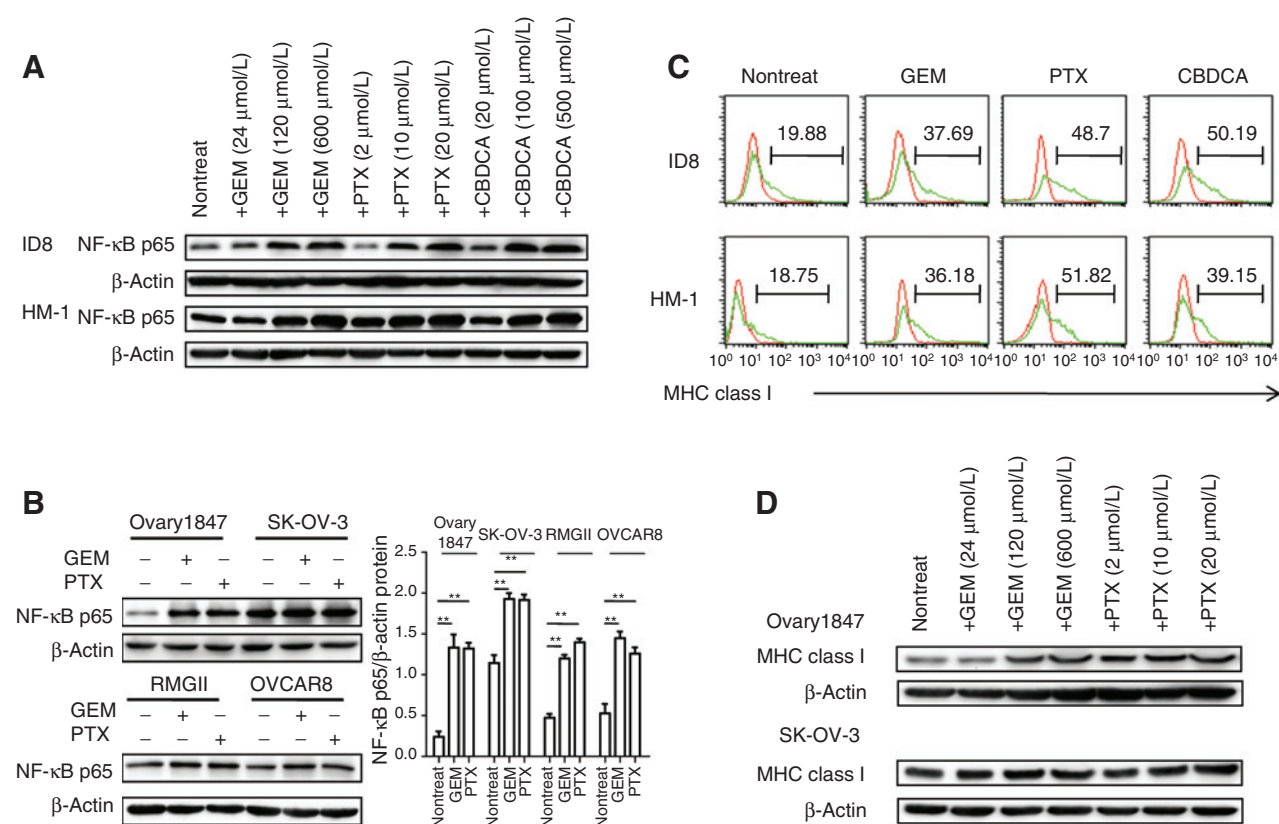 A
Nontreat
+GEM (24 μmol/L)
+GEM (120 μmol/L)
+GEM (600 μmol/L)
+PTX (2 μmol/L)
+PTX (10 μmol/L)
+PTX (20 μmol/L)
+CBDCA (20 μmol/L)
+CBDCA (100 μmol/L)
+CBDCA (500 μmol/L)
ID8 NF-κB p65
β-Actin
HM-1 NF-κB p65
β-Actin
C
Nontreat GEM PTX CBDCA
ID8 19.88 37.69 48.7 50.19
HM-1 18.75 36.18 51.82 39.15
10⁰ 10¹ 10² 10³ 10⁴ 10⁰ 10¹ 10² 10³ 10⁴ 10⁰ 10¹ 10² 10³ 10⁴ 10⁰ 10¹ 10² 10³ 10⁴
MHC class I
B
Ovary1847 SK-OV-3
GEM – + – – + –
PTX – – + – – +
NF-κB p65
β-Actin
RMGII OVCAR8
GEM – + – – + –
PTX – – + – – +
NF-κB p65
β-Actin
NF-κB p65/β-actin protein
Ovary 
1847
SK-OV-3 RMGII OVCAR8
2.5
2.0
1.5
1.0
0.5
0.0
** ** ** ** ** ** ** **
Nontreat GEM PTX Nontreat GEM PTX Nontreat GEM PTX Nontreat GEM PTX
D
Nontreat
+GEM (24 μmol/L)
+GEM (120 μmol/L)
+GEM (600 μmol/L)
+PTX (2 μmol/L)
+PTX (10 μmol/L)
+PTX (20 μmol/L)
Ovary1847
MHC class I
β-Actin
SK-OV-3
MHC class I
β-Actin